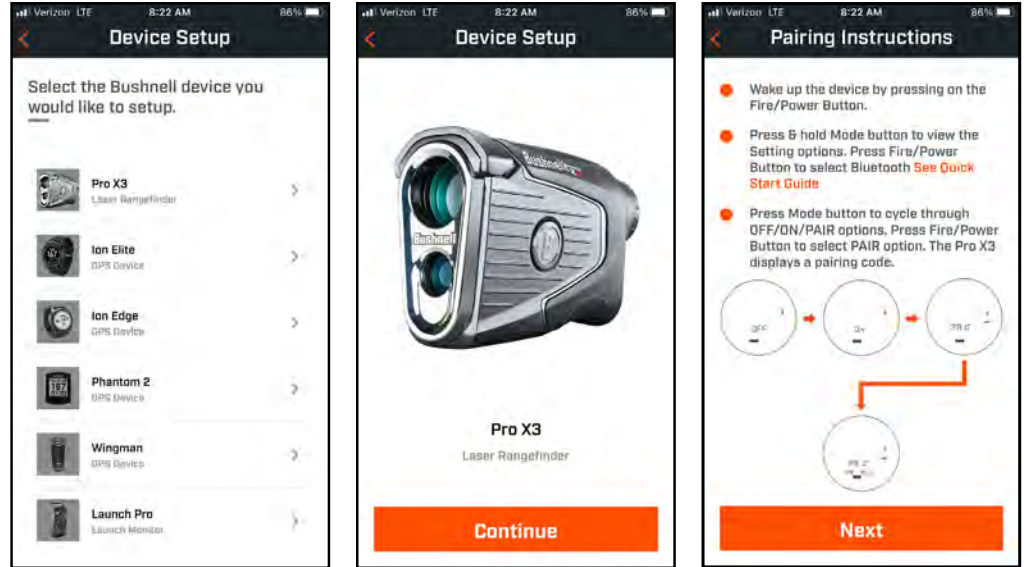 Verizon LTE 8:22 AM 86%
Device Setup
Select the Bushnell device you
would like to setup.
Pro X3
Laser Rangefinder
Ion Elite
GPS Device
Ion Edge
GPS Device
Phantom 2
GPS Device
Wingman
GPS Device
Launch Pro
Launch Monitor
Verizon LTE 8:22 AM 86%
Device Setup
Bushnell
Bushnell
Pro X3
Laser Rangefinder
Continue
Verizon LTE 8:22 AM 86%
Pairing Instructions
Wake up the device by pressing on the
Fire/Power Button.
Press & hold Mode button to view the
Setting options. Press Fire/Power
Button to select Bluetooth See Quick
Start Guide
Press Mode button to cycle through
OFF/ON/PAIR options. Press Fire/Power
Button to select PAIR option. The Pro X3
displays a pairing code.
OFF
ON
Next